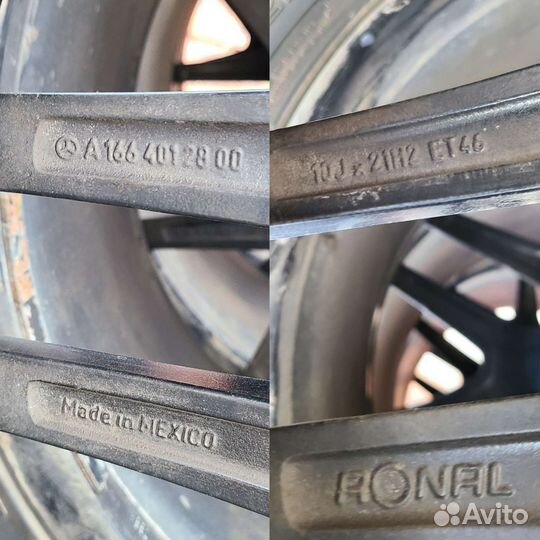 A 166 401 28 00
10J x 21H2 ET46
Made in MEXICO
RONAL
Avito